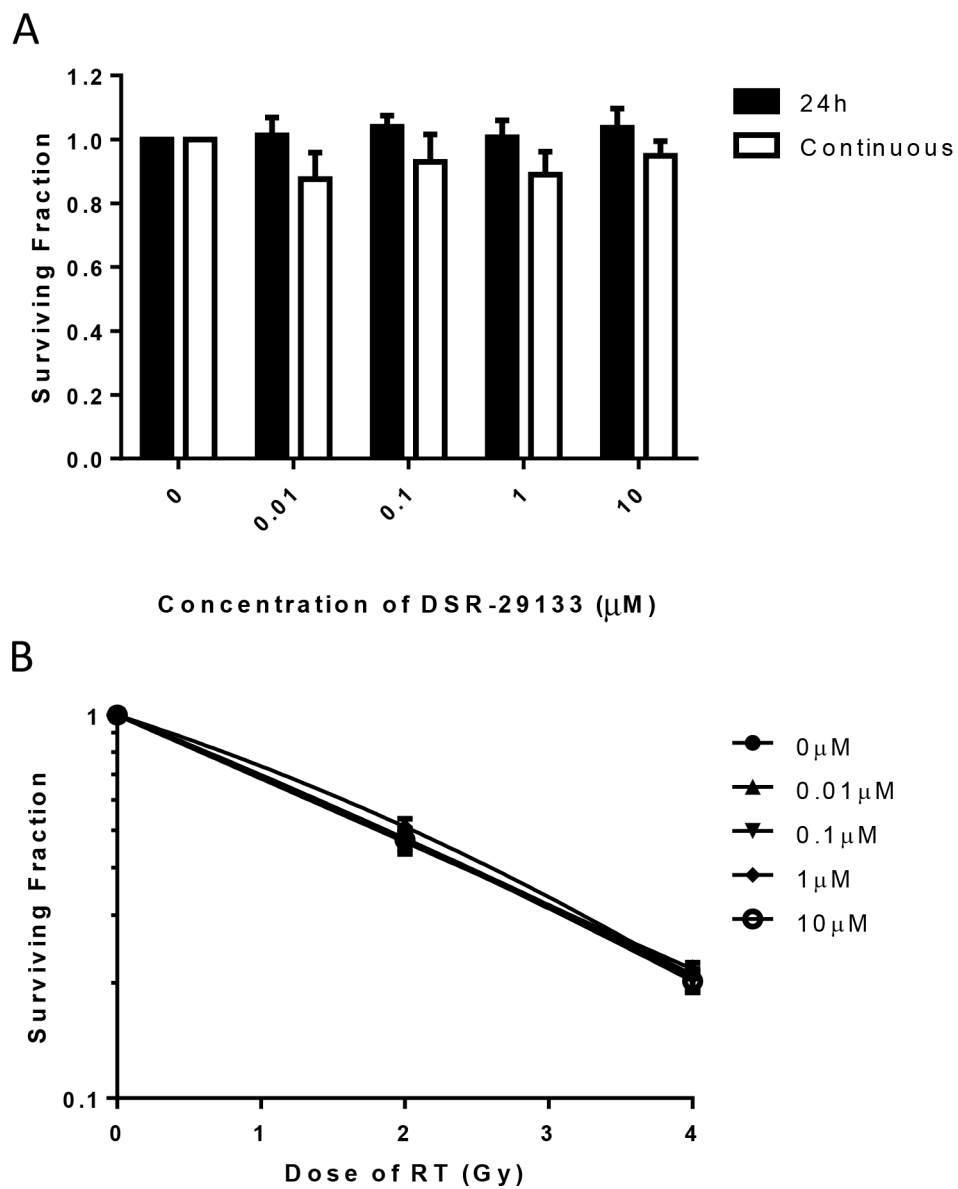 A
1.2
1.0
0.8
0.6
0.4
0.2
0.0
Surviving Fraction
24h
Continuous
0
0.01
0.1
1
10
Concentration of DSR-29133 (μM)
B
1
0.1
Surviving Fraction
0μM
0.01μM
0.1μM
1μM
10μM
0 1 2 3 4
Dose of RT (Gy)